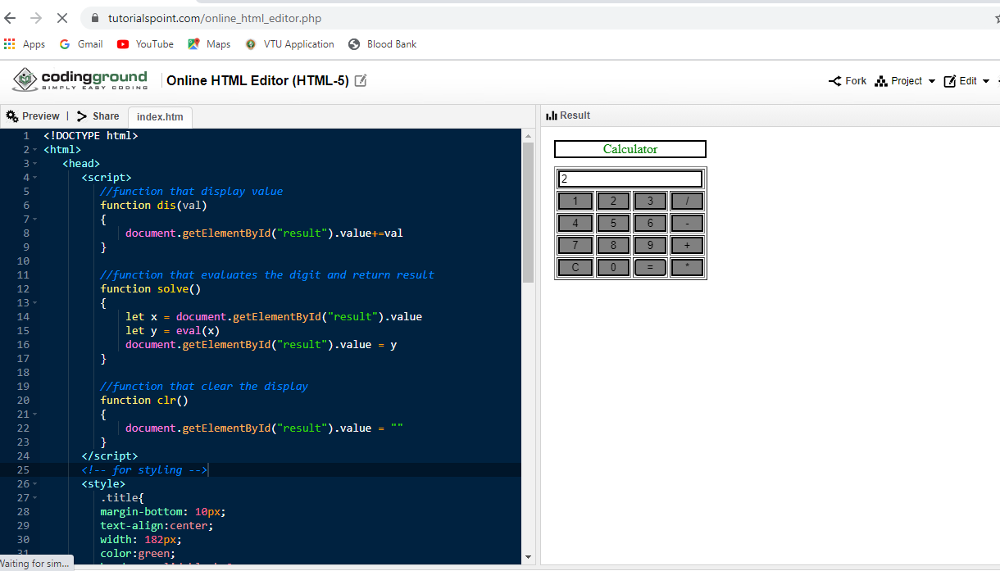 tutorialspoint.com/online_html_editor.php
Apps Gmail YouTube Maps VTU Application Blood Bank
codingground
SIMPLY EASY CODING
Online HTML Editor (HTML-5)
Fork Project Edit
Preview | Share index.htm
Result
1 <!DOCTYPE html>
2 <html>
3 <head>
4 <script>
5 //function that display value
6 function dis(val)
7 {
8 document.getElementById("result").value+=val
9 }
10
11 //function that evaluates the digit and return result
12 function solve()
13 {
14 let x = document.getElementById("result").value
15 let y = eval(x)
16 document.getElementById("result").value = y
17 }
18
19 //function that clear the display
20 function clr()
21 {
22 document.getElementById("result").value = ""
23 }
24 </script>
25 <!-- for styling -->
26 <style>
27 .title{
28 margin-bottom: 10px;
29 text-align:center;
30 width: 182px;
31 color:green;
Waiting for sim...
Calculator
2
1 2 3 /
4 5 6 -
7 8 9 +
C 0 = *